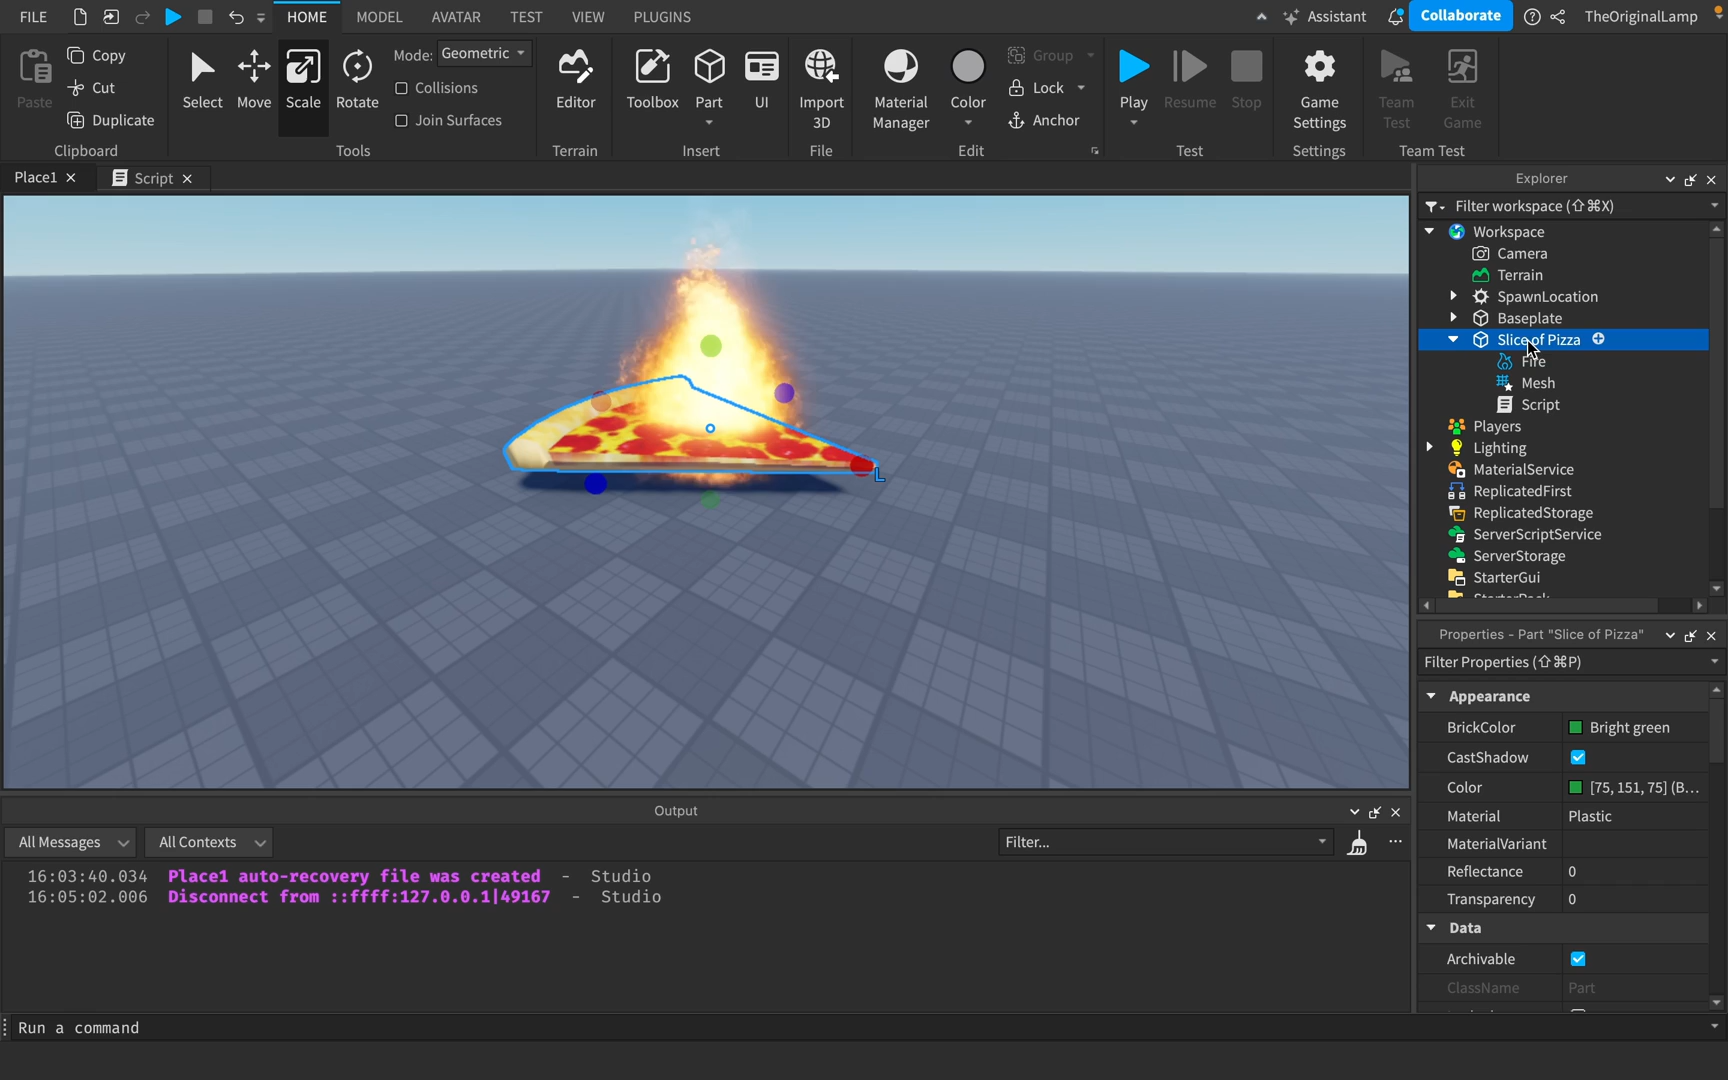 FILE HOME MODEL AVATAR TEST VIEW PLUGINS Assistant Collaborate TheOriginalLamp
Paste Copy Cut Duplicate
Clipboard
Select Move Scale Rotate Mode: Geometric
Collisions
Join Surfaces
Tools
Editor
Terrain
Toolbox Part UI
Insert
Import
3D
File
Material
Manager
Color
Group
Lock
Anchor
Edit
Play Resume Stop
Test
Game
Settings
Settings
Team
Test
Exit
Game
Team Test
Place1 Script
L
Explorer
Filter workspace (⇧⌘X)
Workspace
Camera
Terrain
SpawnLocation
Baseplate
Slice of Pizza
Fire
Mesh
Script
Players
Lighting
MaterialService
ReplicatedFirst
ReplicatedStorage
ServerScriptService
ServerStorage
StarterGui
StarterPack
Properties - Part "Slice of Pizza"
Filter Properties (⇧⌘P)
Appearance
BrickColor Bright green
CastShadow
Color [75, 151, 75] (B...
Material Plastic
MaterialVariant
Reflectance 0
Transparency 0
Data
Archivable
ClassName Part
Output
All Messages All Contexts Filter... ...
16:03:40.034 Place1 auto-recovery file was created - Studio
16:05:02.006 Disconnect from ::ffff:127.0.0.1|49167 - Studio
Run a command